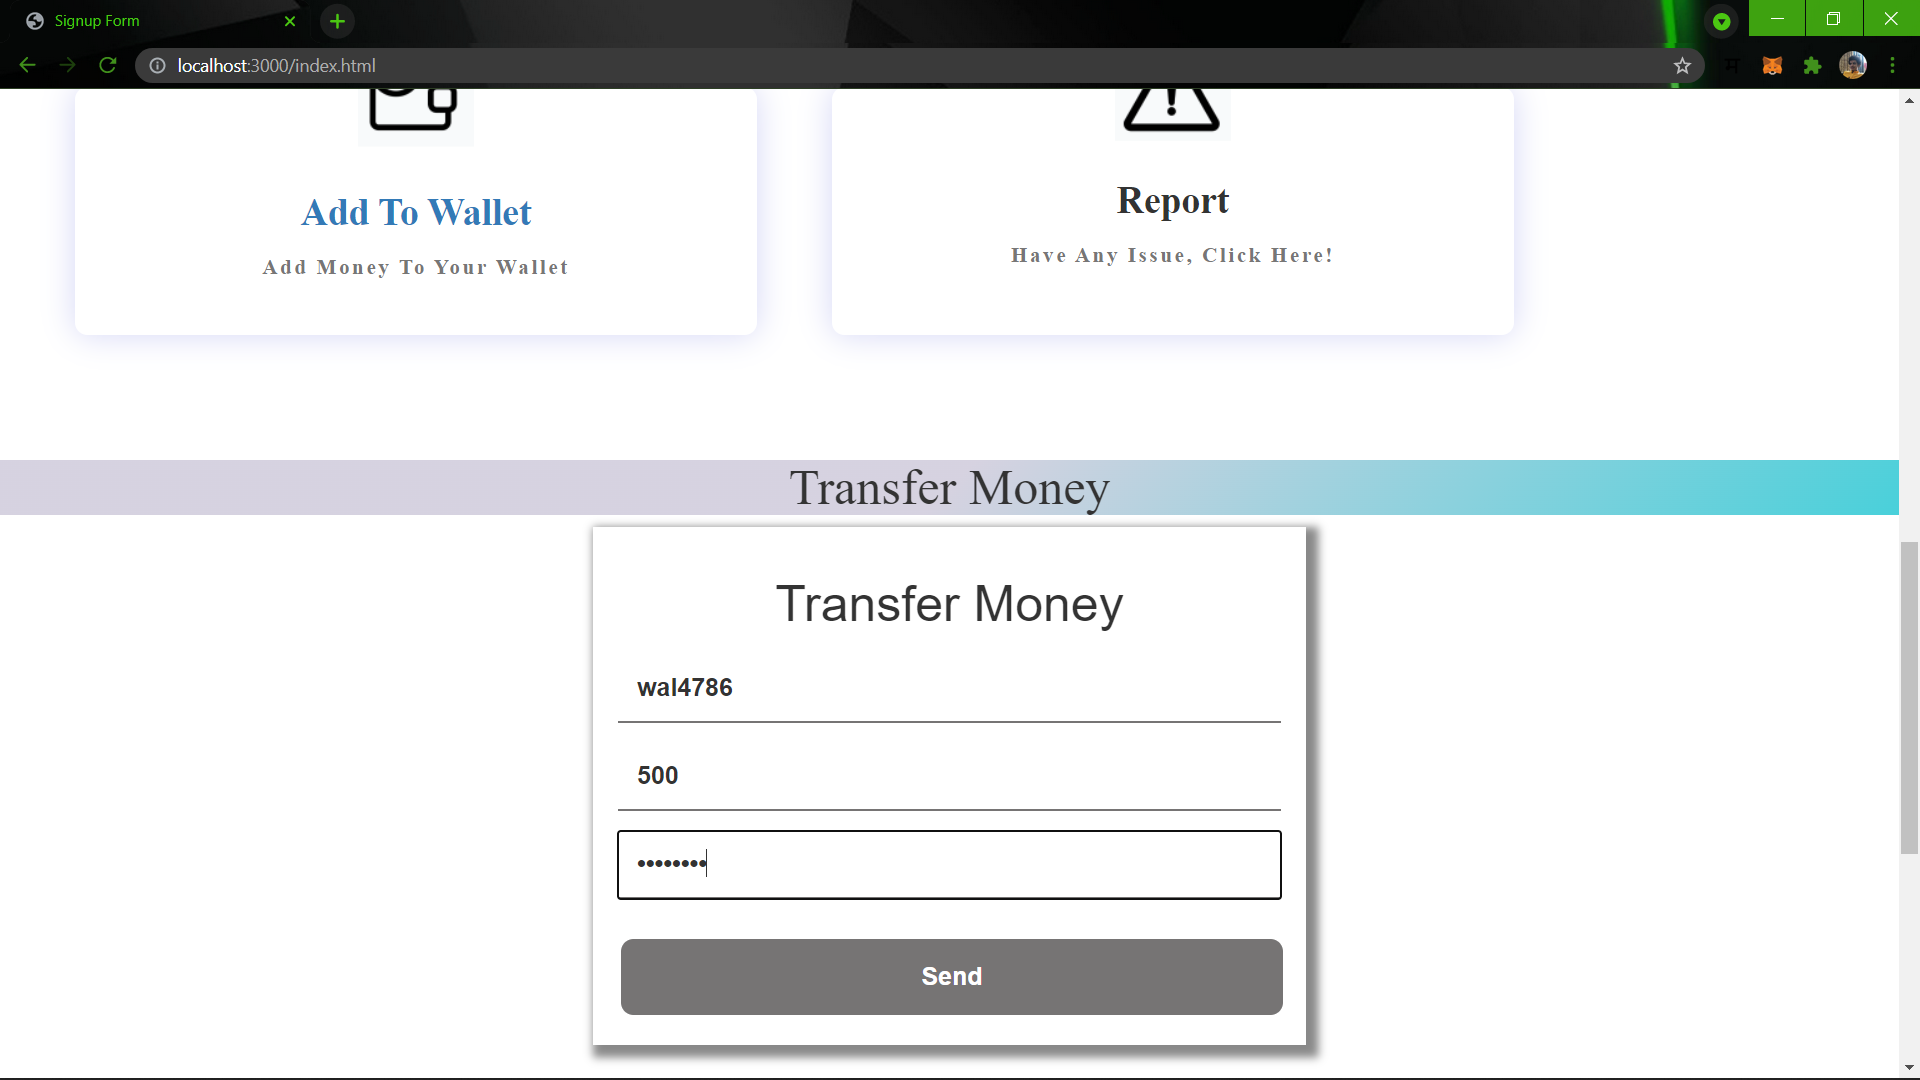 Signup Form
localhost:3000/index.html
म
Add To Wallet
Add Money To Your Wallet
Report
Have Any Issue, Click Here!
Transfer Money
Transfer Money
wal4786
500
••••••••
Send